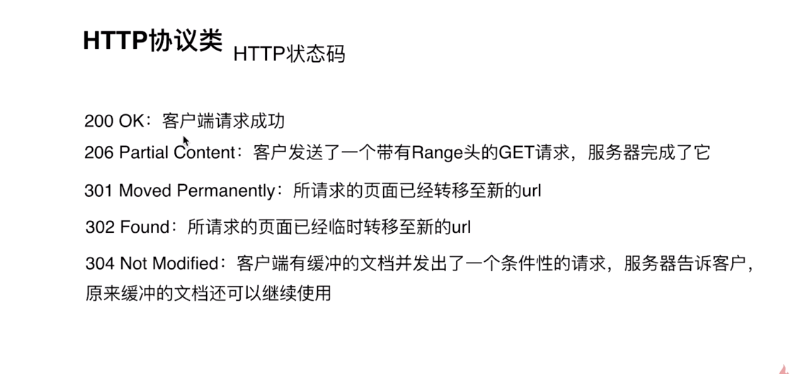 HTTP协议类
HTTP状态码
200 OK：客户端请求成功
206 Partial Content：客户发送了一个带有Range头的GET请求，服务器完成了它
301 Moved Permanently：所请求的页面已经转移至新的url
302 Found：所请求的页面已经临时转移至新的url
304 Not Modified：客户端有缓冲的文档并发出了一个条件性的请求，服务器告诉客户，
原来缓冲的文档还可以继续使用